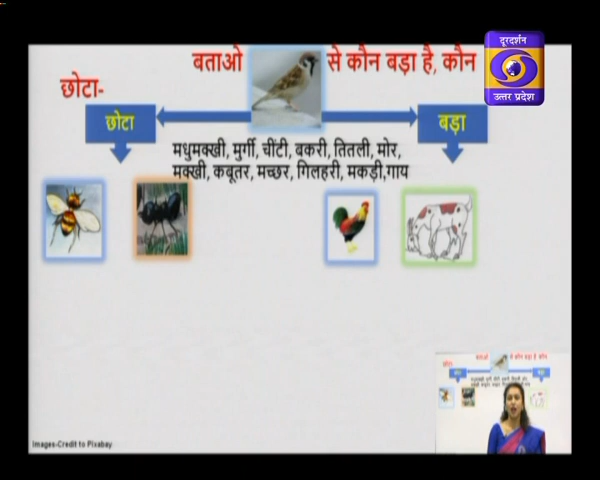 दूरदर्शन
उत्तर प्रदेश
बताओ से कौन बड़ा है, कौन
छोटा-
छोटा
बड़ा
मधुमक्खी, मुर्गी, चींटी, बकरी, तितली, मोर,
मक्खी, कबूतर, मच्छर, गिलहरी, मकड़ी,गाय
Images-Credit to Pixabay